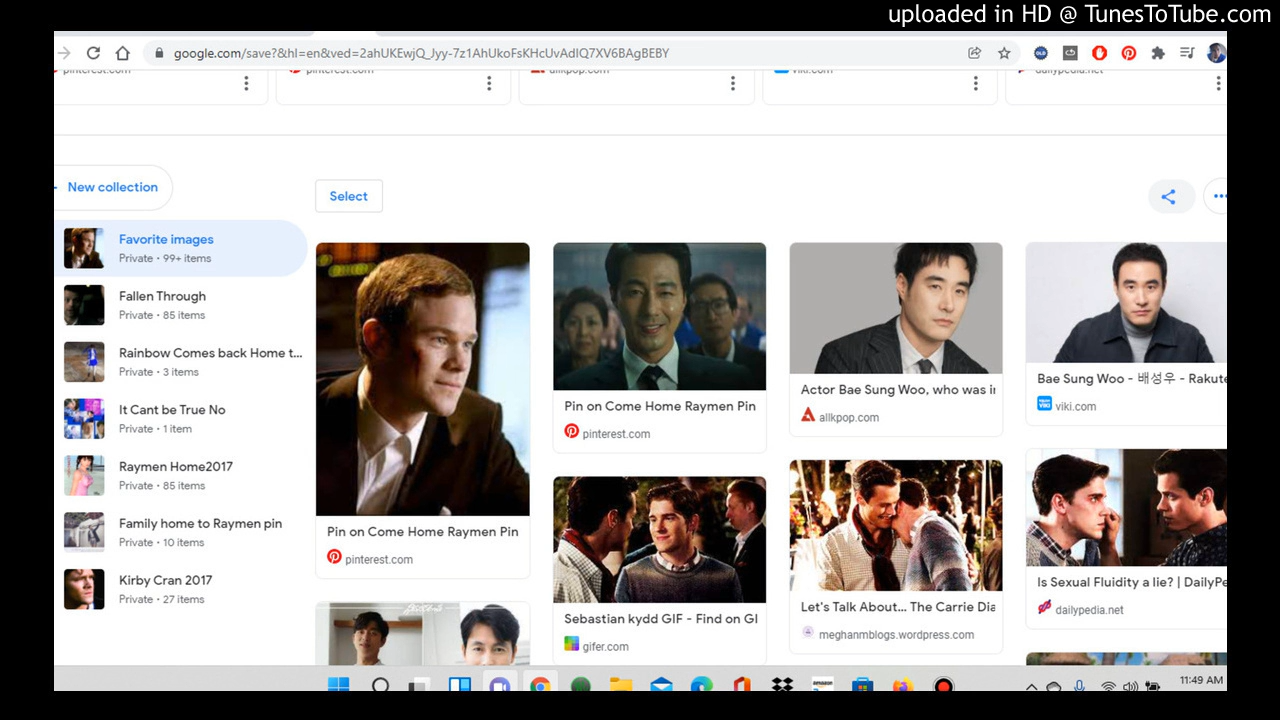 uploaded in HD @ TunesToTube.com
google.com/save?&hl=en&ved=2ahUKEwjQ_Jyy-7z1AhUkoFsKHcUvAdIQ7XV6BAgBEBY
pinterest.com
pinterest.com
allkpop.com
viki.com
dailypedia.net
New collection
Select
Favorite images
Private • 99+ items
Fallen Through
Private • 85 items
Rainbow Comes back Home t...
Private • 3 items
It Cant be True No
Private • 1 item
Raymen Home2017
Private • 85 items
Family home to Raymen pin
Private • 10 items
Kirby Cran 2017
Private • 27 items
Pin on Come Home Raymen Pin
pinterest.com
Pin on Come Home Raymen Pin
pinterest.com
Sebastian kydd GIF - Find on GI
gifer.com
Actor Bae Sung Woo, who was in
allkpop.com
Let's Talk About... The Carrie Dia
meghanmblogs.wordpress.com
Bae Sung Woo - 배성우 - Rakute
viki.com
Is Sexual Fluidity a lie? | DailyPe
dailypedia.net
11:49 AM